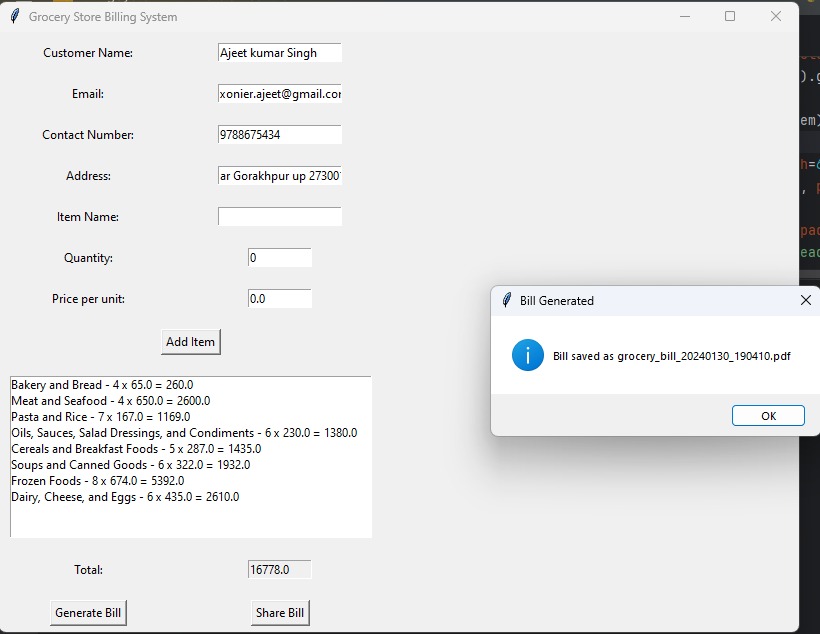 Grocery Store Billing System
Customer Name: Ajeet kumar Singh
Email: xonier.ajeet@gmail.cor
Contact Number: 9788675434
Address: ar Gorakhpur up 27300
Item Name:
Quantity: 0
Price per unit: 0.0
Add Item
Bakery and Bread - 4 x 65.0 = 260.0
Meat and Seafood - 4 x 650.0 = 2600.0
Pasta and Rice - 7 x 167.0 = 1169.0
Oils, Sauces, Salad Dressings, and Condiments - 6 x 230.0 = 1380.0
Cereals and Breakfast Foods - 5 x 287.0 = 1435.0
Soups and Canned Goods - 6 x 322.0 = 1932.0
Frozen Foods - 8 x 674.0 = 5392.0
Dairy, Cheese, and Eggs - 6 x 435.0 = 2610.0
Total: 16778.0
Generate Bill Share Bill
Bill Generated
Bill saved as grocery_bill_20240130_190410.pdf
OK
).g
em)
h=
pac
eac